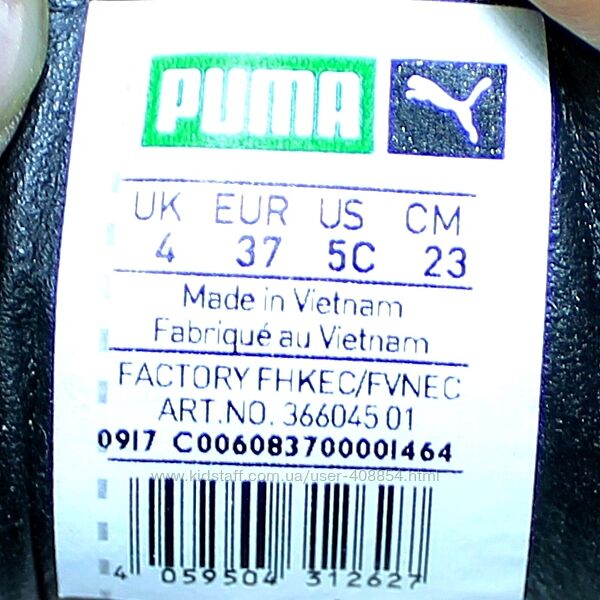 PUMA
UK EUR US CM
4 37 5C 23
Made in Vietnam
Fabriqué au Vietnam
FACTORY FHKEC/FVNEC
ART.NO. 366045 01
0917 C006083700001464
www.kidstaff.com.ua/user-408854.html
4 059504 312627